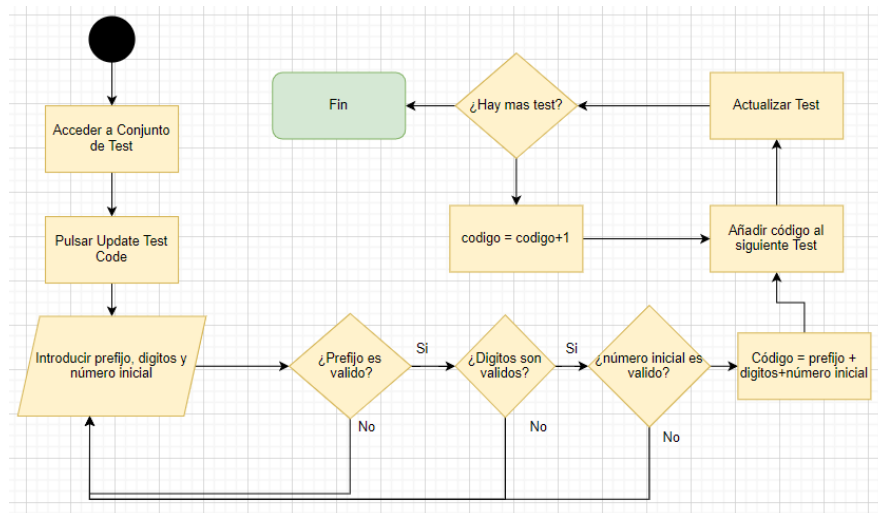 Fin
¿Hay mas test?
Actualizar Test
Acceder a Conjunto
de Test
codigo = codigo+1
Añadir código al
siguiente Test
Pulsar Update Test
Code
Introducir prefijo, digitos y
número inicial
¿Prefijo es
valido?
Si
¿Digitos son
validos?
Si
¿número inicial es
valido?
Código = prefijo +
digitos+número inicial
No
No
No